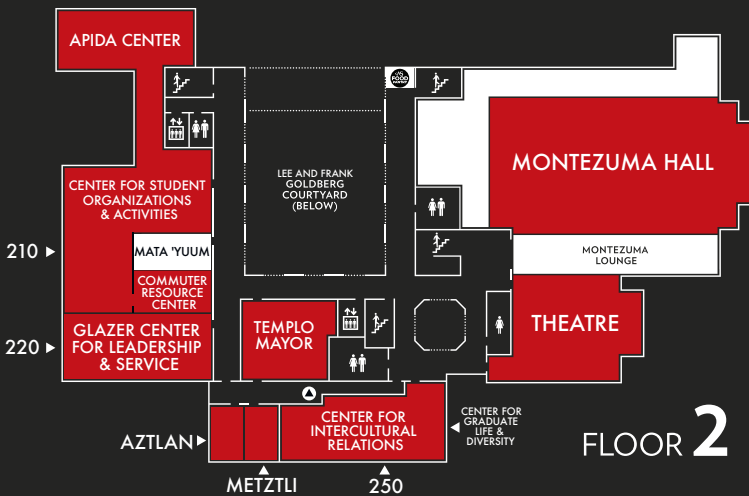 APIDA CENTER
FOOD
LEE AND FRANK
GOLDBERG
COURTYARD
(BELOW)
MONTEZUMA HALL
CENTER FOR STUDENT
ORGANIZATIONS
& ACTIVITIES
210
MATA 'YUUM
MONTEZUMA
LOUNGE
COMMUTER
RESOURCE
CENTER
220
GLAZER CENTER
FOR LEADERSHIP
& SERVICE
TEMPLO
MAYOR
THEATRE
CENTER FOR
INTERCULTURAL
RELATIONS
CENTER FOR
GRADUATE
LIFE &
DIVERSITY
AZTLAN
METZTLI
250
FLOOR 2